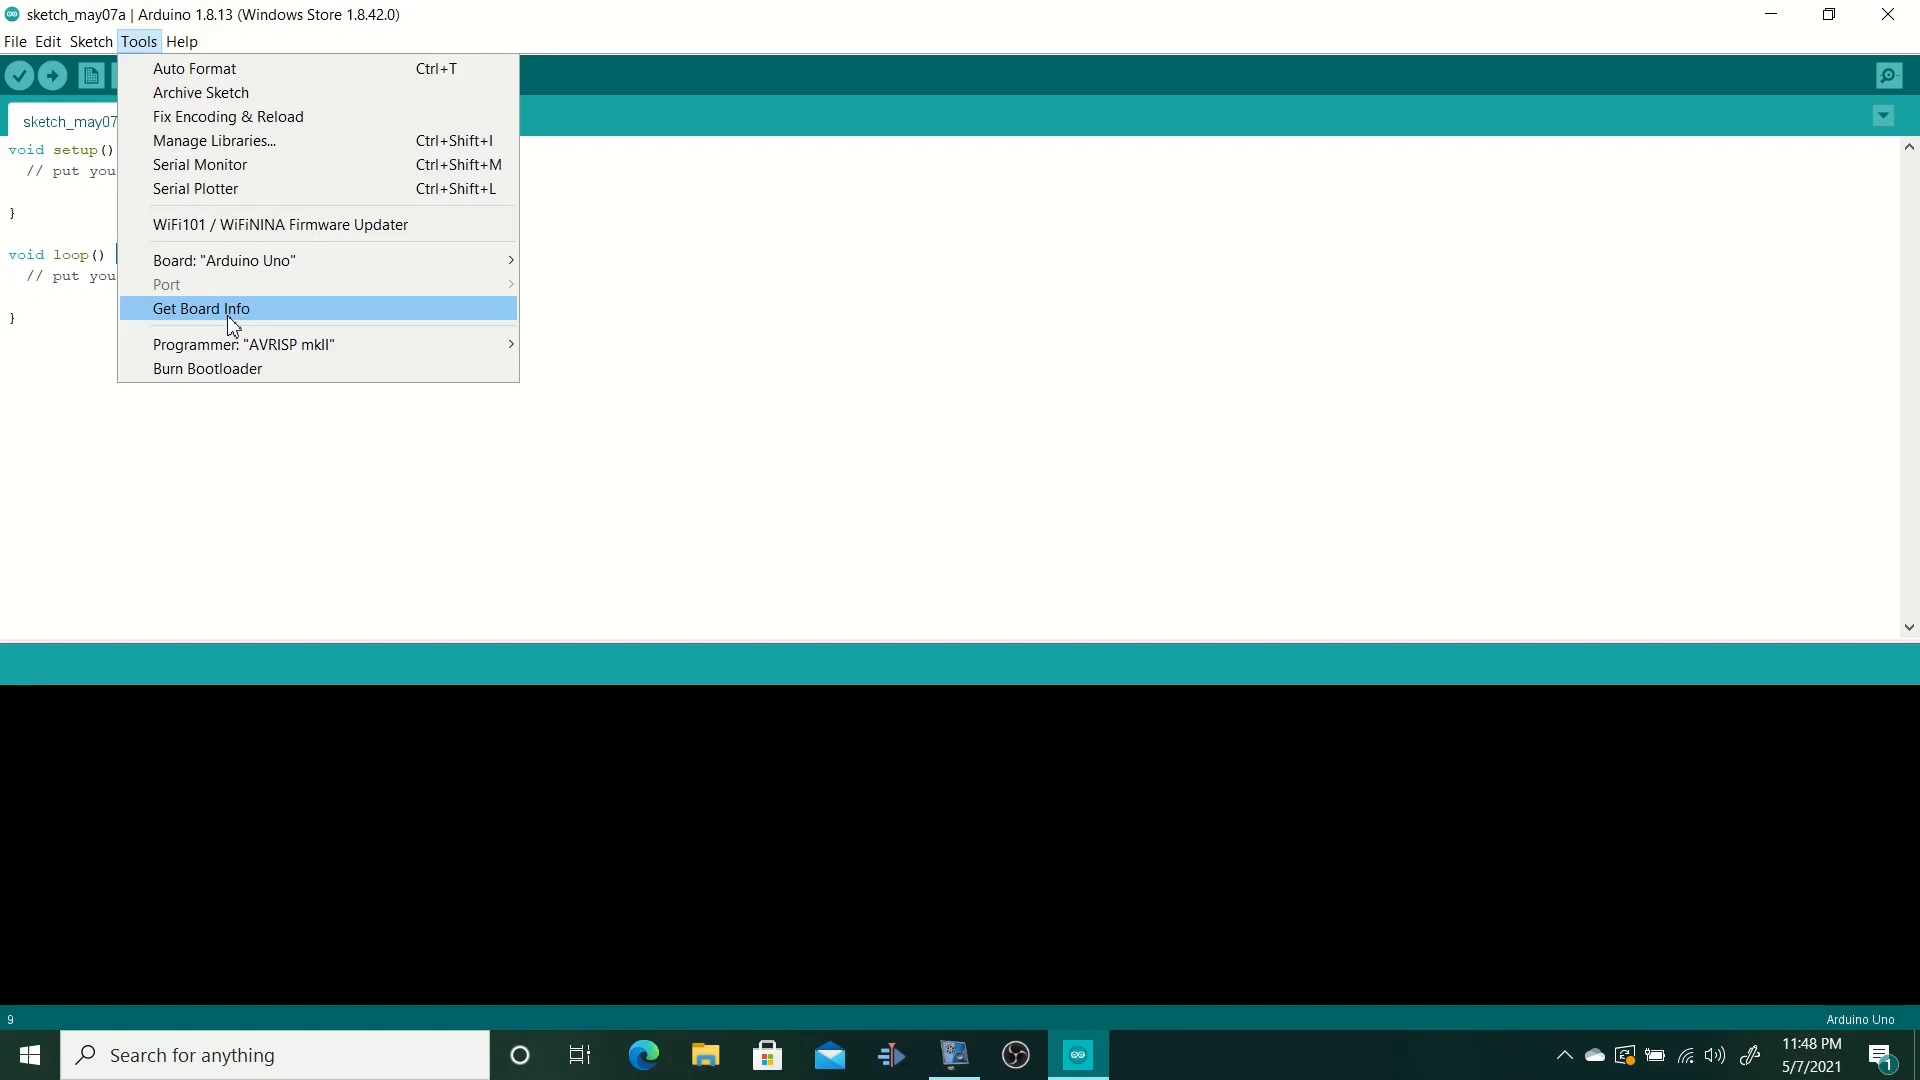 sketch_may07a | Arduino 1.8.13 (Windows Store 1.8.42.0)
File Edit Sketch Tools Help
Auto Format Ctrl+T
Archive Sketch
Fix Encoding & Reload
Manage Libraries... Ctrl+Shift+I
Serial Monitor Ctrl+Shift+M
Serial Plotter Ctrl+Shift+L
WiFi101 / WiFiNINA Firmware Updater
Board: "Arduino Uno"
Port
Get Board Info
Programmer: "AVRISP mkII"
Burn Bootloader
sketch_may07
void setup()
// put you
}
void loop()
// put you
}
9
Arduino Uno
Search for anything
11:48 PM
5/7/2021
1